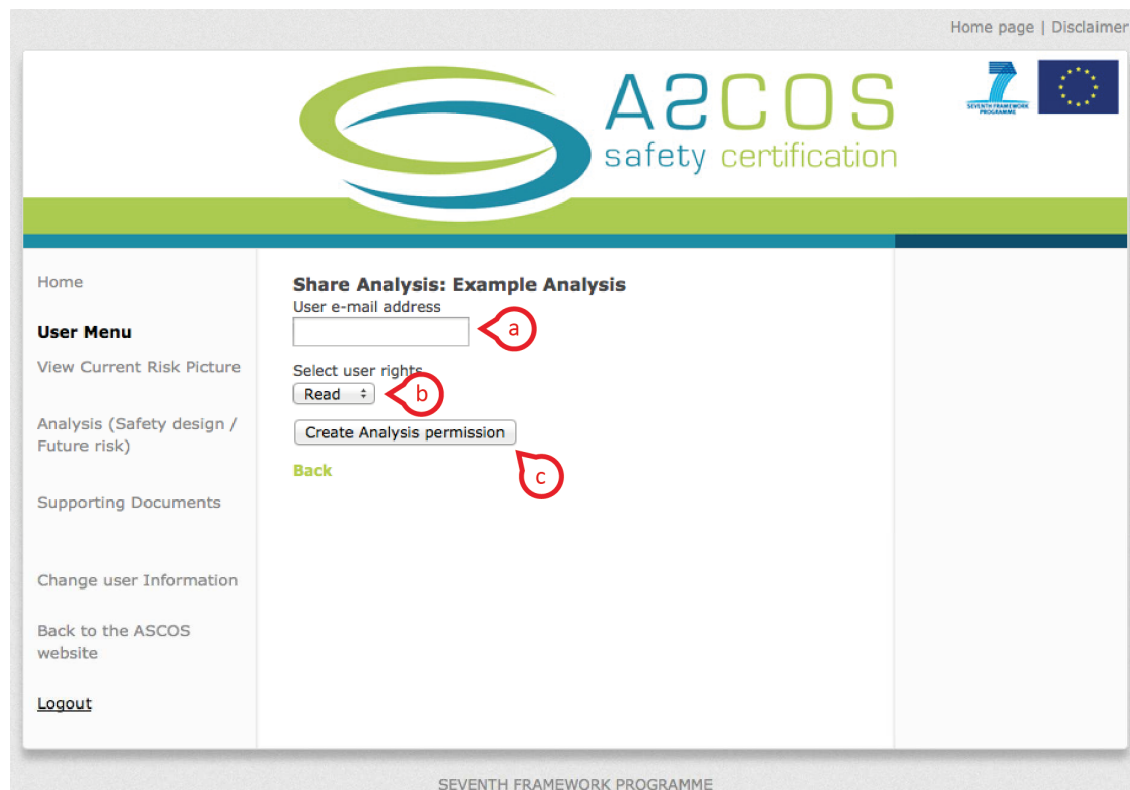 Home page | Disclaimer
ASCOS
safety certification
7
SEVENTH FRAMEWORK
PROGRAMME
Home
User Menu
View Current Risk Picture
Analysis (Safety design /
Future risk)
Supporting Documents
Change user Information
Back to the ASCOS
website
Logout
Share Analysis: Example Analysis
User e-mail address
a
Select user rights
Read
b
Create Analysis permission
c
Back
SEVENTH FRAMEWORK PROGRAMME